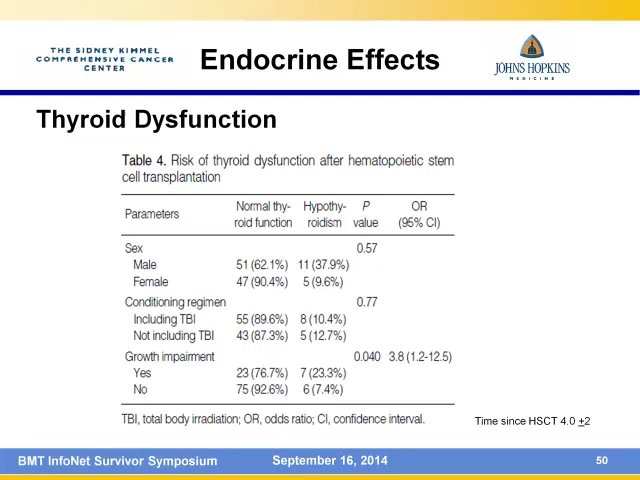 THE SIDNEY KIMMEL
COMPREHENSIVE CANCER
CENTER
Endocrine Effects
JOHNS HOPKINS
MEDICINE
Thyroid Dysfunction
Table 4. Risk of thyroid dysfunction after hematopoietic stem
cell transplantation
Parameters Normal thy-roid function Hypothy-roidism P value OR (95% CI)
Sex 0.57
Male 51 (62.1%) 11 (37.9%)
Female 47 (90.4%) 5 (9.6%)
Conditioning regimen 0.77
Including TBI 55 (89.6%) 8 (10.4%)
Not including TBI 43 (87.3%) 5 (12.7%)
Growth impairment 0.040 3.8 (1.2-12.5)
Yes 23 (76.7%) 7 (23.3%)
No 75 (92.6%) 6 (7.4%)
TBI, total body irradiation; OR, odds ratio; CI, confidence interval.
Time since HSCT 4.0 ±2
BMT InfoNet Survivor Symposium September 16, 2014 50